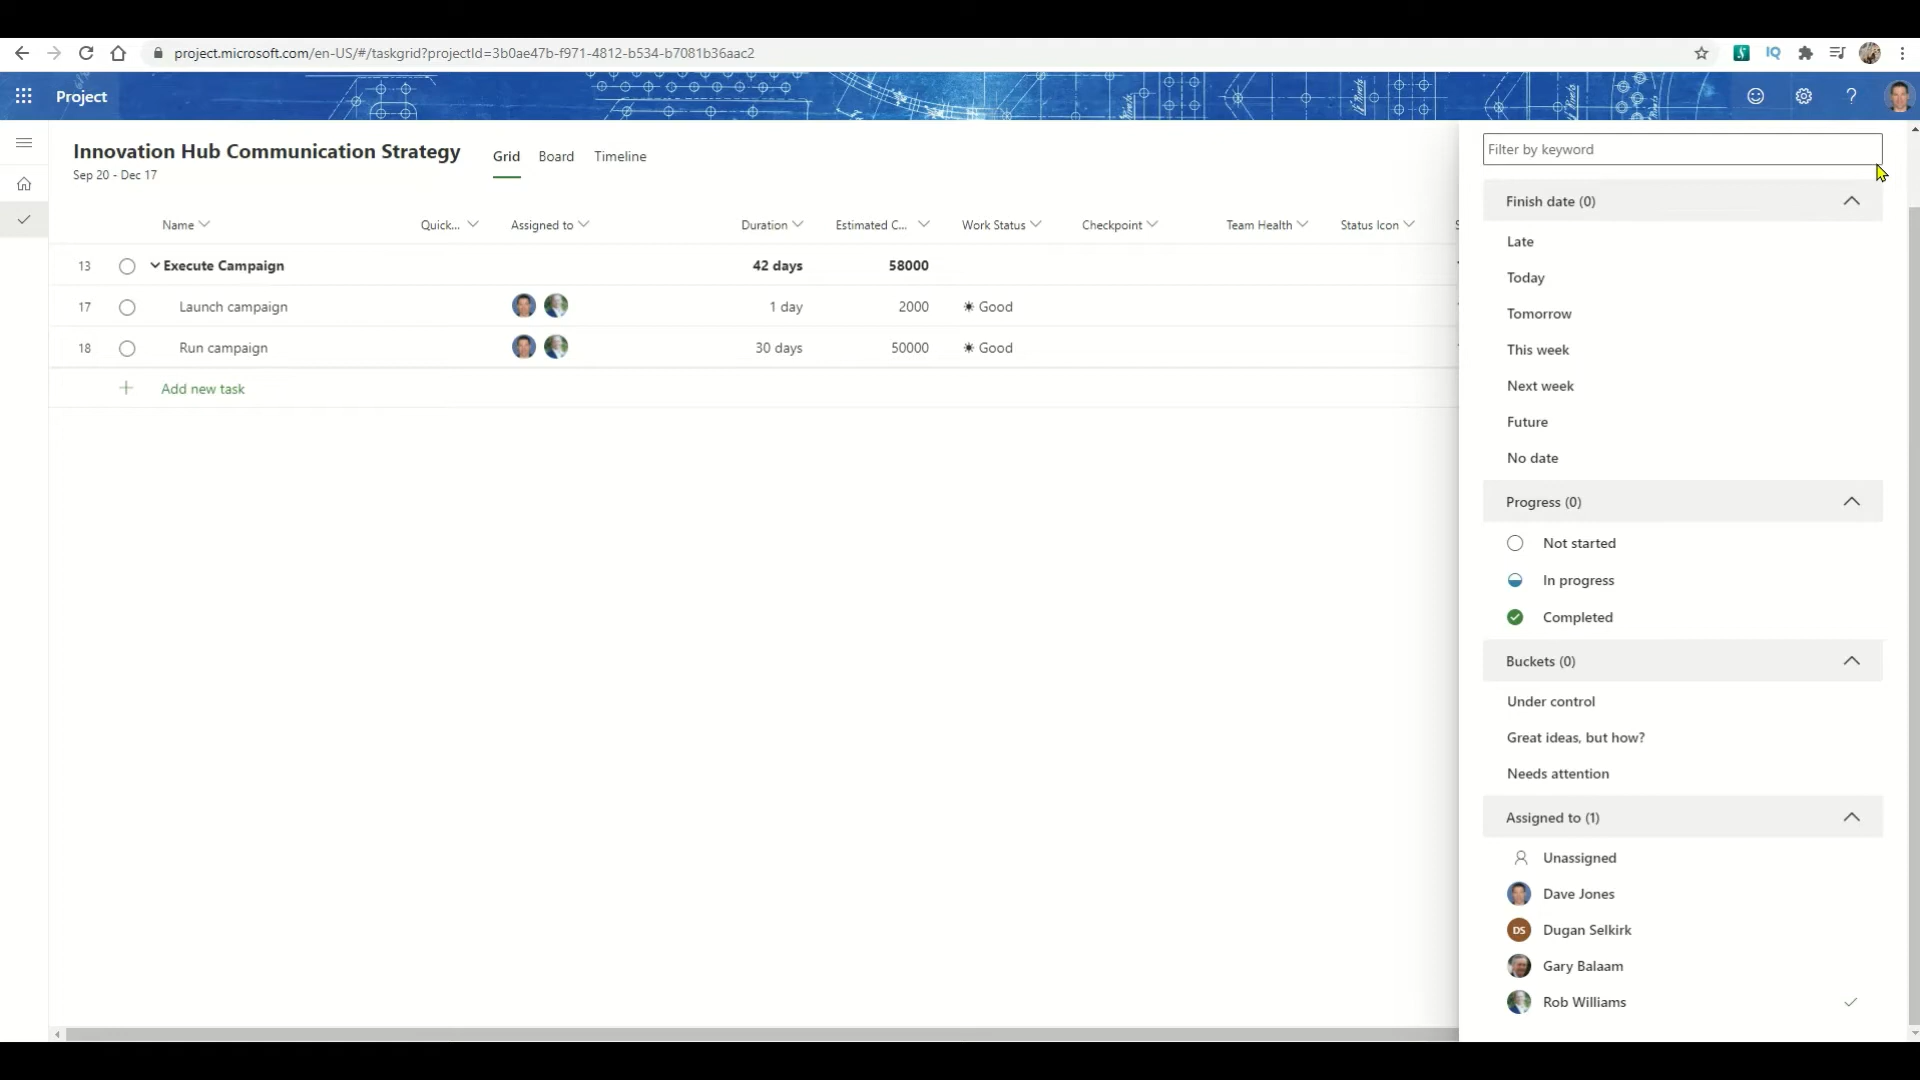 project.microsoft.com/en-US/#/taskgrid?projectId=3b0ae47b-f971-4812-b534-b7081b36aac2
Project
Innovation Hub Communication Strategy
Sep 20 - Dec 17
Grid Board Timeline
Name Quick... Assigned to Duration Estimated C... Work Status Checkpoint Team Health Status Icon
13 Execute Campaign 42 days 58000
17 Launch campaign 1 day 2000 Good
18 Run campaign 30 days 50000 Good
Add new task
Filter by keyword
Finish date (0)
Late
Today
Tomorrow
This week
Next week
Future
No date
Progress (0)
Not started
In progress
Completed
Buckets (0)
Under control
Great ideas, but how?
Needs attention
Assigned to (1)
Unassigned
Dave Jones
DS Dugan Selkirk
Gary Balaam
Rob Williams